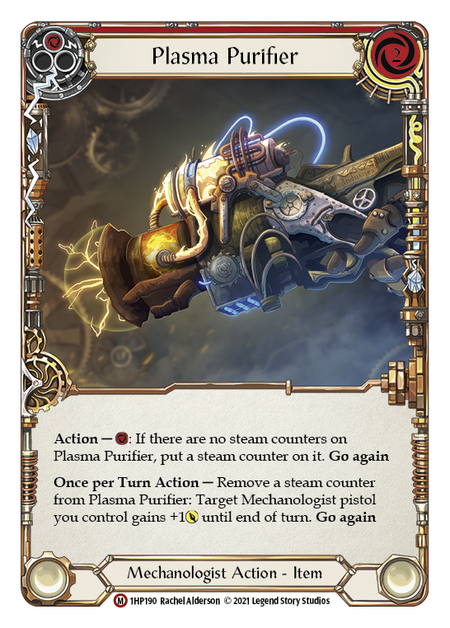 Plasma Purifier
2
Action — : If there are no steam counters on
Plasma Purifier, put a steam counter on it. Go again
Once per Turn Action — Remove a steam counter
from Plasma Purifier: Target Mechanologist pistol
you control gains +1 until end of turn. Go again
Mechanologist Action - Item
M 1HP190 Rachel Alderson © 2021 Legend Story Studios